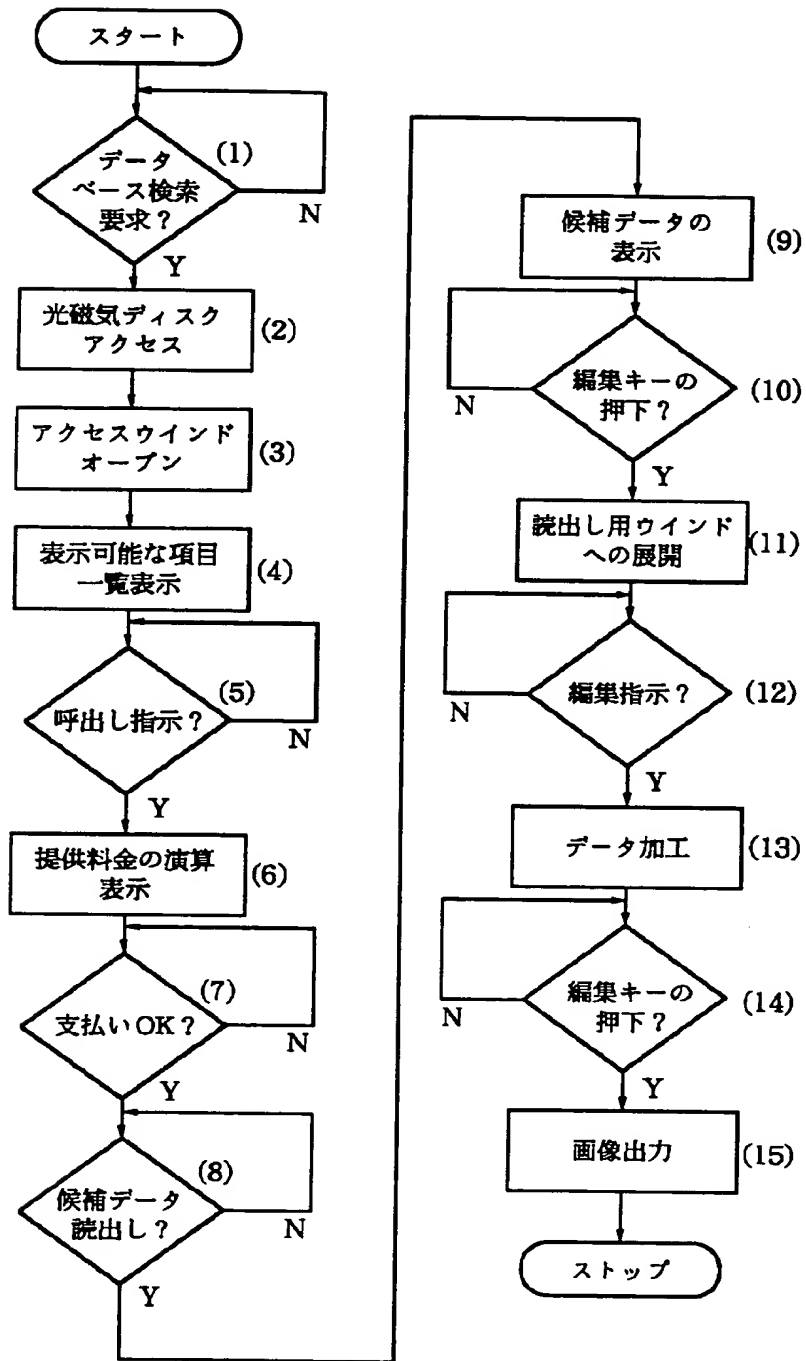 スタート
データ
ベース検索
要求?
(1)
N
Y
光磁気ディスク
アクセス
(2)
アクセスウインド
オープン
(3)
表示可能な項目
一覧表示
(4)
呼出し指示?
(5)
N
Y
提供料金の演算
表示
(6)
支払いOK?
(7)
N
Y
候補データ
読出し?
(8)
N
Y
候補データの
表示
(9)
編集キーの
押下?
(10)
N
Y
読出し用ウインド
への展開
(11)
編集指示?
(12)
N
Y
データ加工
(13)
編集キーの
押下?
(14)
N
Y
画像出力
(15)
ストップ